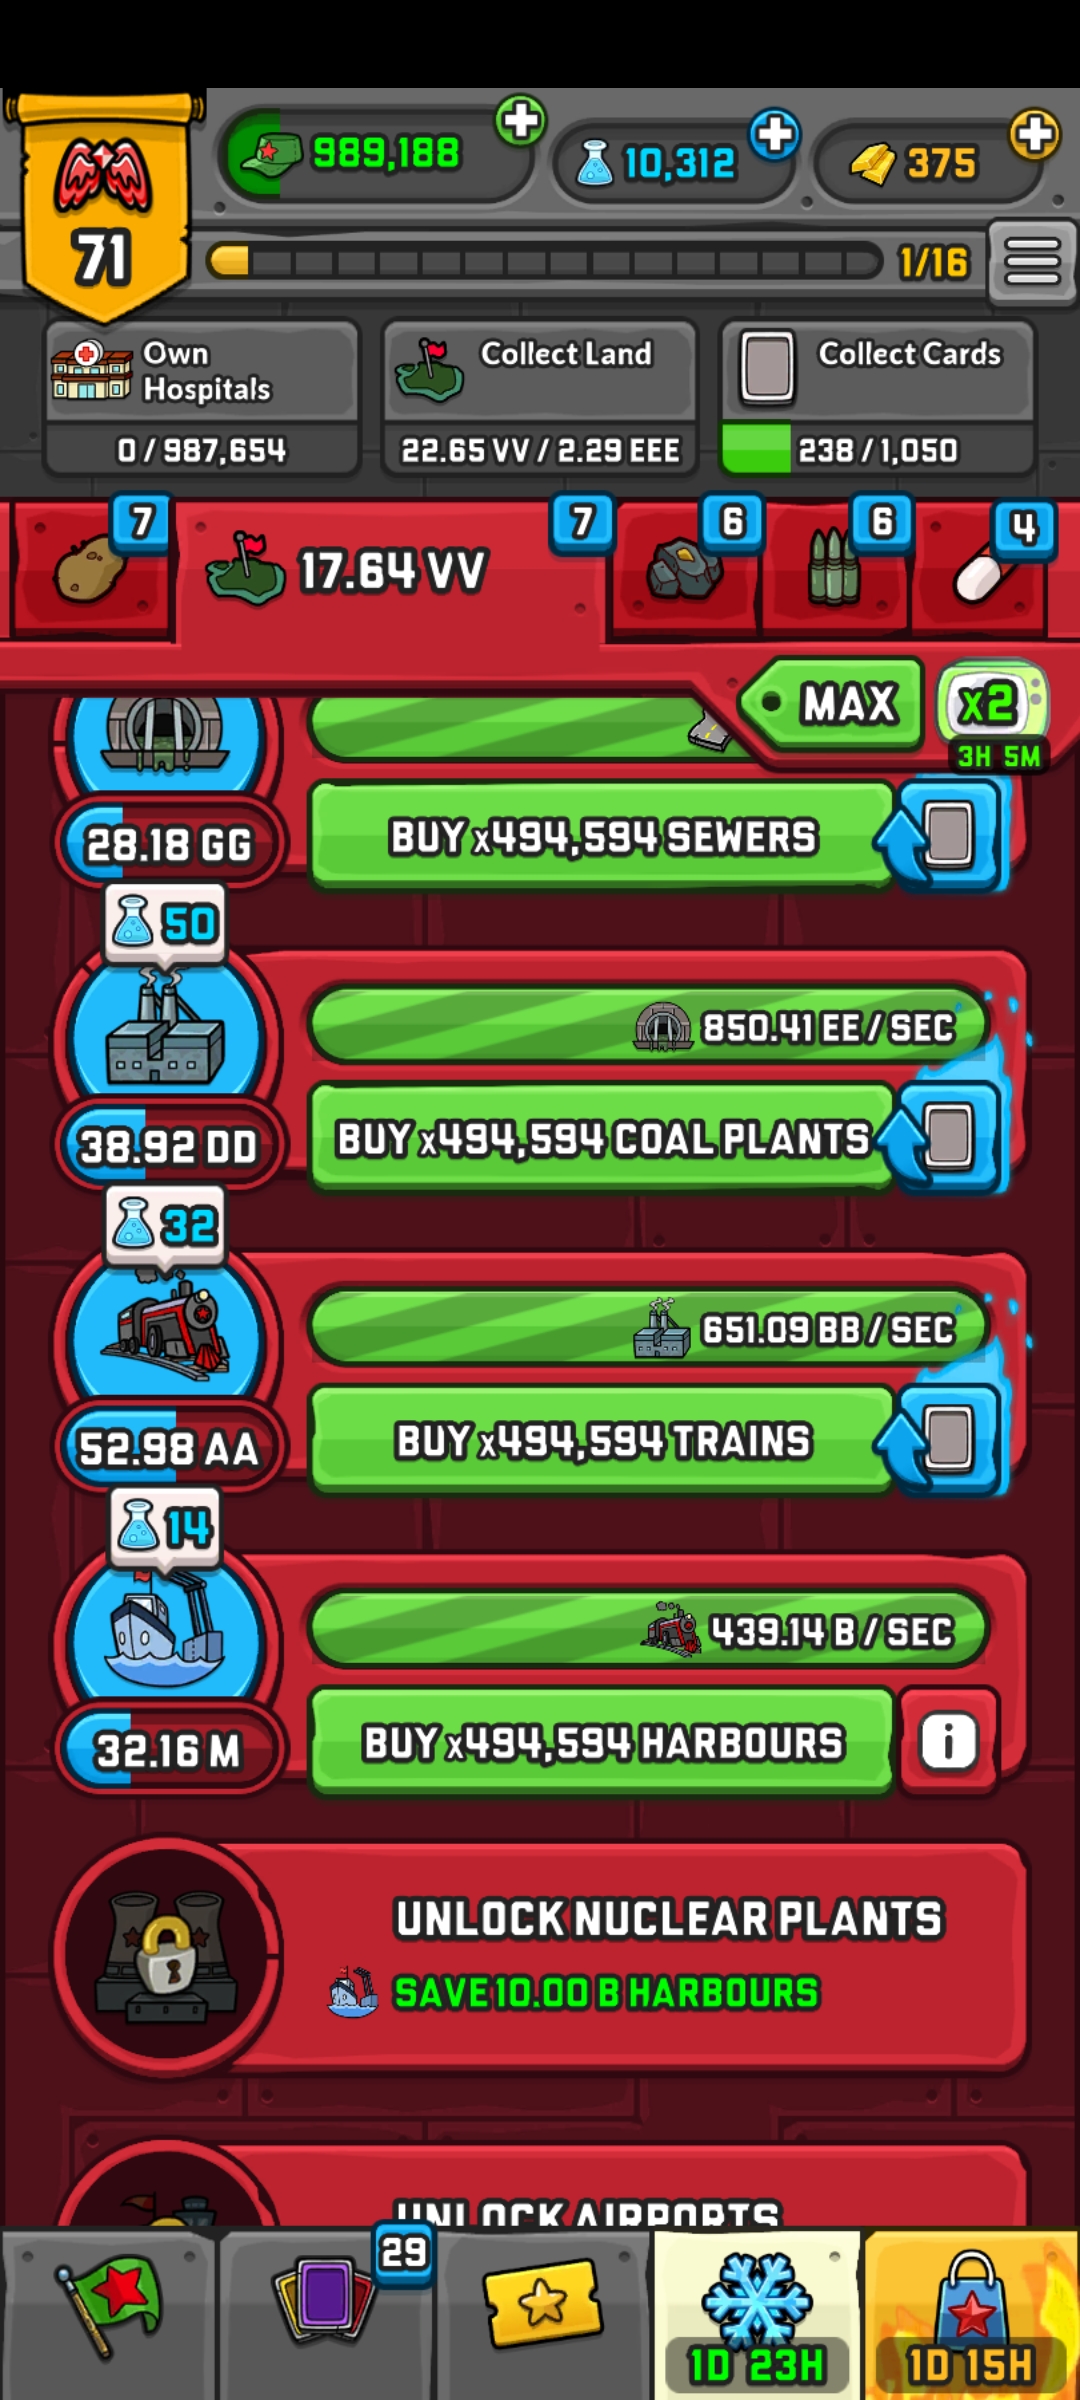 989,188
10,312
375
71
1/16
Own
Hospitals
0 / 987,654
Collect Land
22.65 VV / 2.29 EEE
Collect Cards
238 / 1,050
7
17.64 VV
7
6
6
4
MAX
x2
3H 5M
28.18 GG
BUY x494,594 SEWERS
50
850.41 EE / SEC
38.92 DD
BUY x494,594 COAL PLANTS
32
651.09 BB / SEC
52.98 AA
BUY x494,594 TRAINS
14
439.14 B / SEC
32.16 M
BUY x494,594 HARBOURS
i
UNLOCK NUCLEAR PLANTS
SAVE 10.00 B HARBOURS
UNLOCK AIRPORTS
29
1D 23H
1D 15H